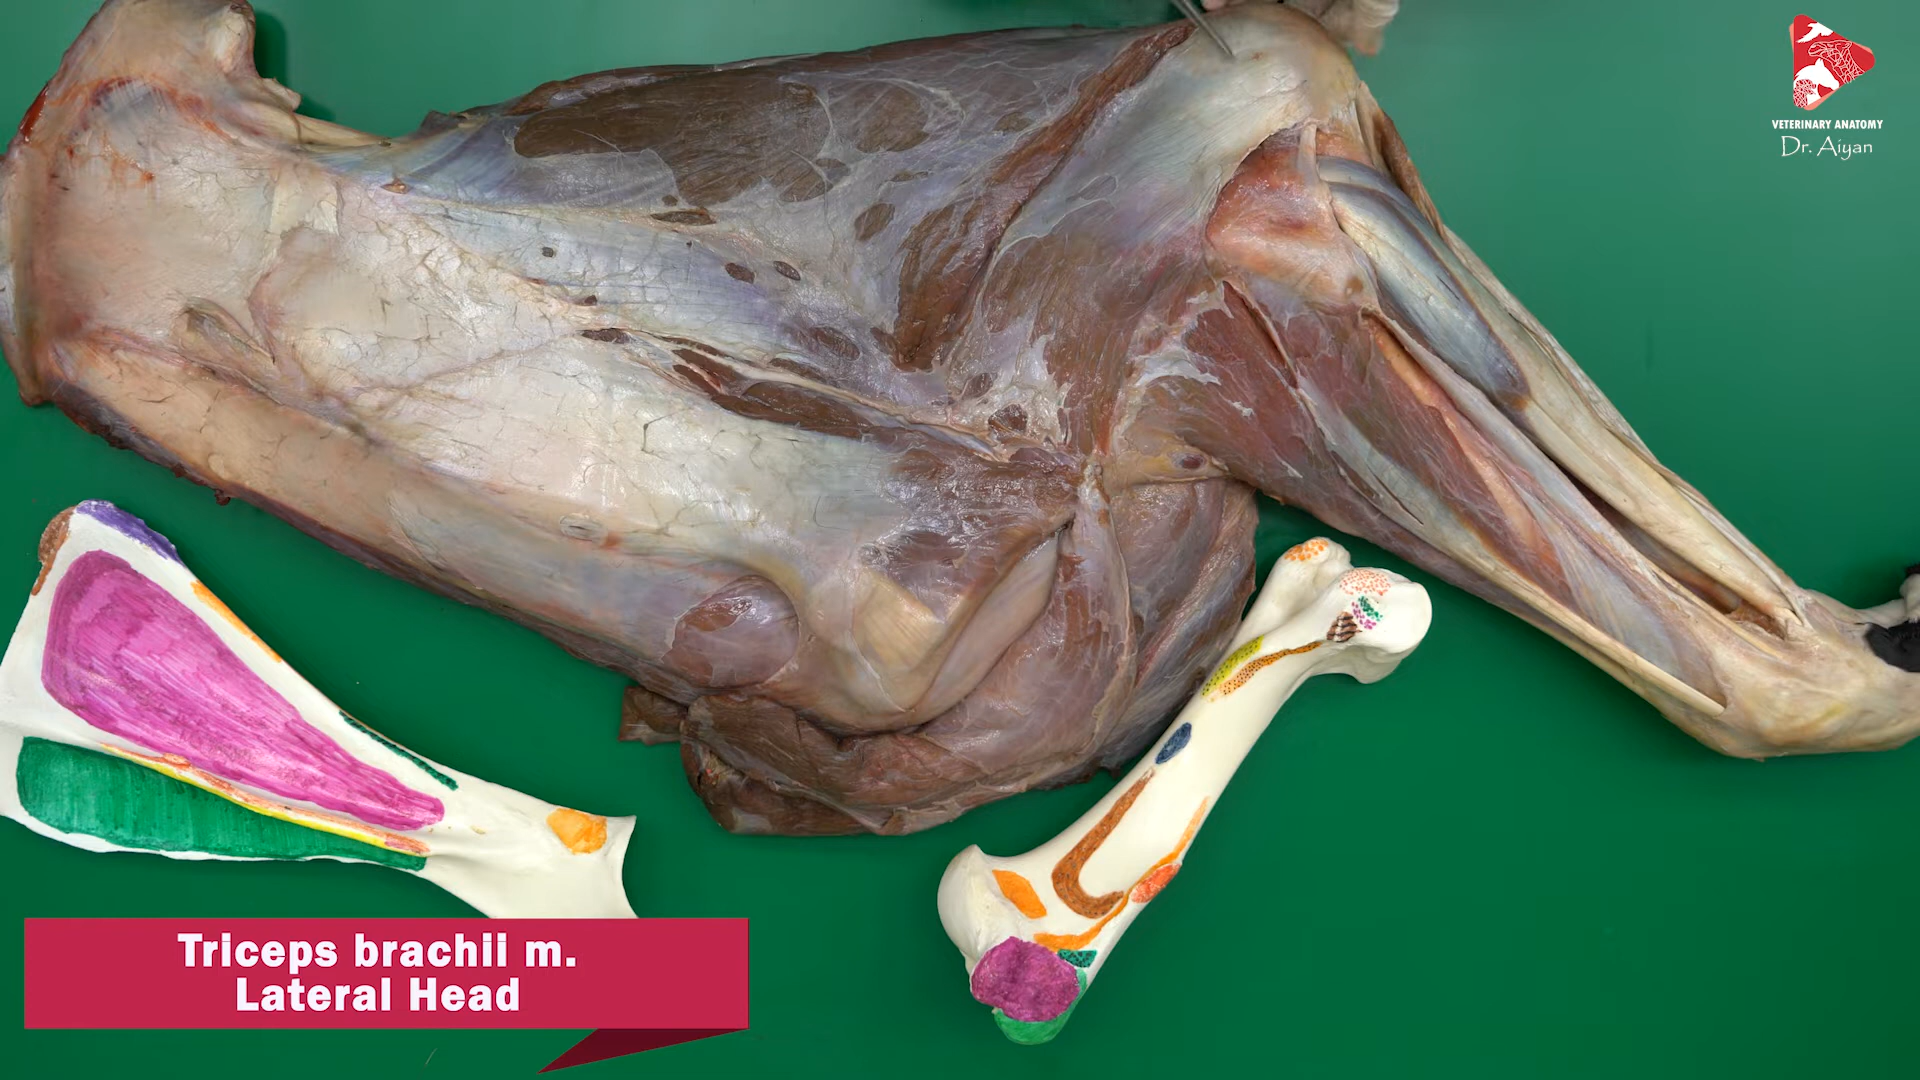 VETERINARY ANATOMY
Dr. Aiyan
Triceps brachii m.
Lateral Head